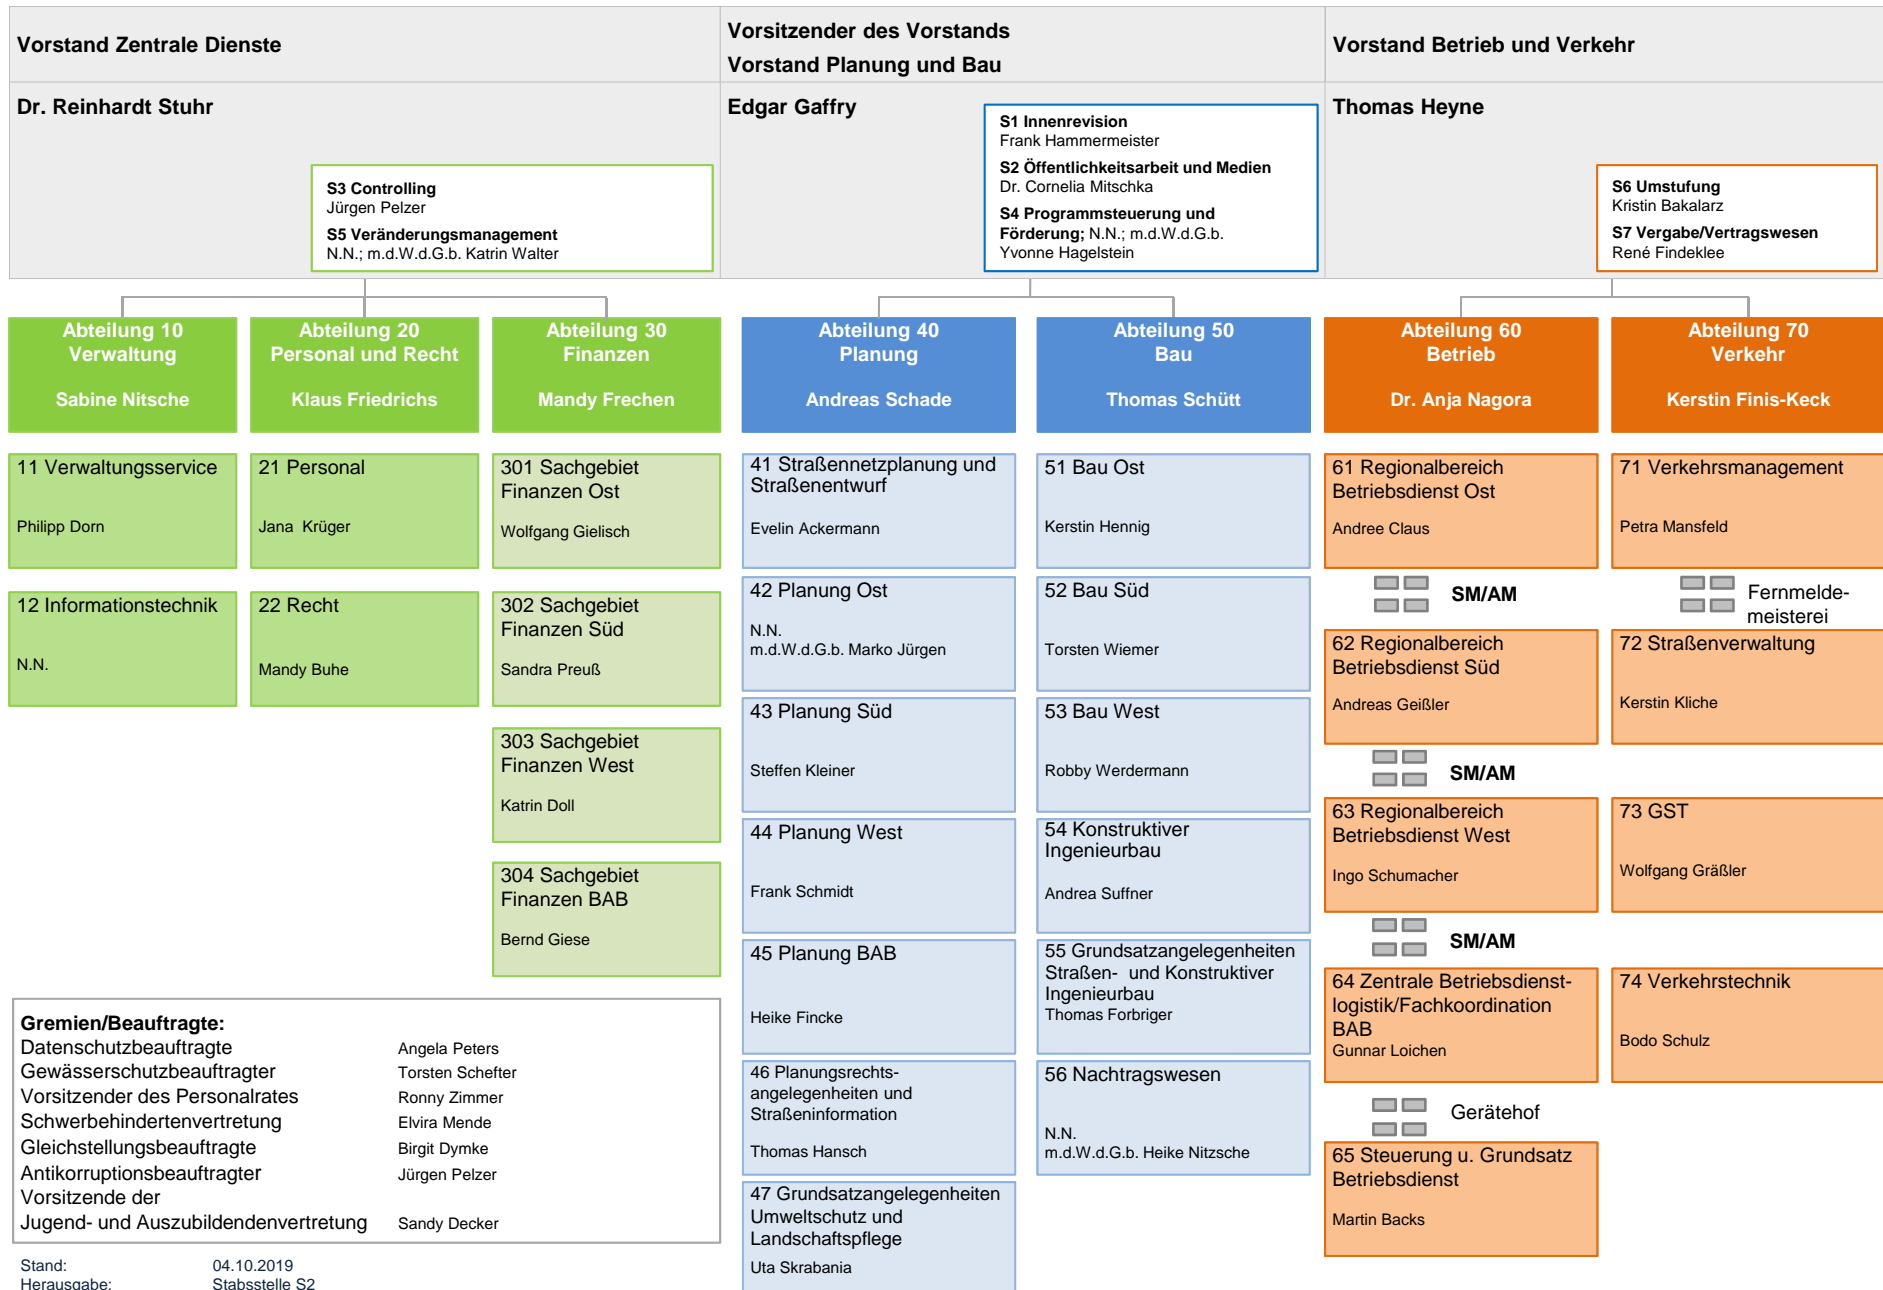 Vorstand Zentrale Dienste
Vorsitzender des Vorstands
Vorstand Planung und Bau
Vorstand Betrieb und Verkehr
Dr. Reinhardt Stuhr
S3 Controlling
Jürgen Pelzer
S5 Veränderungsmanagement
N.N.; m.d.W.d.G.b. Katrin Walter
Edgar Gaffry
S1 Innenrevision
Frank Hammermeister
S2 Öffentlichkeitsarbeit und Medien
Dr. Cornelia Mitschka
S4 Programmsteuerung und
Förderung; N.N.; m.d.W.d.G.b.
Yvonne Hagelstein
Thomas Heyne
S6 Umstufung
Kristin Bakalarz
S7 Vergabe/Vertragswesen
René Findeklee
Abteilung 10
Verwaltung
Sabine Nitsche
11 Verwaltungsservice
Philipp Dorn
12 Informationstechnik
N.N.
Abteilung 20
Personal und Recht
Klaus Friedrichs
21 Personal
Jana Krüger
22 Recht
Mandy Buhe
Abteilung 30
Finanzen
Mandy Frechen
301 Sachgebiet
Finanzen Ost
Wolfgang Gielisch
302 Sachgebiet
Finanzen Süd
Sandra Preuß
303 Sachgebiet
Finanzen West
Katrin Doll
304 Sachgebiet
Finanzen BAB
Bernd Giese
Abteilung 40
Planung
Andreas Schade
41 Straßennetzplanung und
Straßenentwurf
Evelin Ackermann
42 Planung Ost
N.N.
m.d.W.d.G.b. Marko Jürgen
43 Planung Süd
Steffen Kleiner
44 Planung West
Frank Schmidt
45 Planung BAB
Heike Fincke
46 Planungsrechts-
angelegenheiten und
Straßeninformation
Thomas Hansch
47 Grundsatzangelegenheiten
Umweltschutz und
Landschaftspflege
Uta Skrabania
Abteilung 50
Bau
Thomas Schütt
51 Bau Ost
Kerstin Hennig
52 Bau Süd
Torsten Wiemer
53 Bau West
Robby Werdermann
54 Konstruktiver
Ingenieurbau
Andrea Suffner
55 Grundsatzangelegenheiten
Straßen- und Konstruktiver
Ingenieurbau
Thomas Forbriger
56 Nachtragswesen
N.N.
m.d.W.d.G.b. Heike Nitzsche
Abteilung 60
Betrieb
Dr. Anja Nagora
61 Regionalbereich
Betriebsdienst Ost
Andree Claus
SM/AM
62 Regionalbereich
Betriebsdienst Süd
Andreas Geißler
SM/AM
63 Regionalbereich
Betriebsdienst West
Ingo Schumacher
SM/AM
64 Zentrale Betriebsdienst-
logistik/Fachkoordination
BAB
Gunnar Loichen
Gerätehof
65 Steuerung u. Grundsatz
Betriebsdienst
Martin Backs
Abteilung 70
Verkehr
Kerstin Finis-Keck
71 Verkehrsmanagement
Petra Mansfeld
Fernmelde-
meisterei
72 Straßenverwaltung
Kerstin Kliche
73 GST
Wolfgang Gräßler
74 Verkehrstechnik
Bodo Schulz
Gremien/Beauftragte:
Datenschutzbeauftragte Angela Peters
Gewässerschutzbeauftragter Torsten Schefter
Vorsitzender des Personalrates Ronny Zimmer
Schwerbehindertenvertretung Elvira Mende
Gleichstellungsbeauftragte Birgit Dymke
Antikorruptionsbeauftragter Jürgen Pelzer
Vorsitzende der
Jugend- und Auszubildendenvertretung Sandy Decker
Stand: 04.10.2019
Herausgabe: Stabsstelle S2